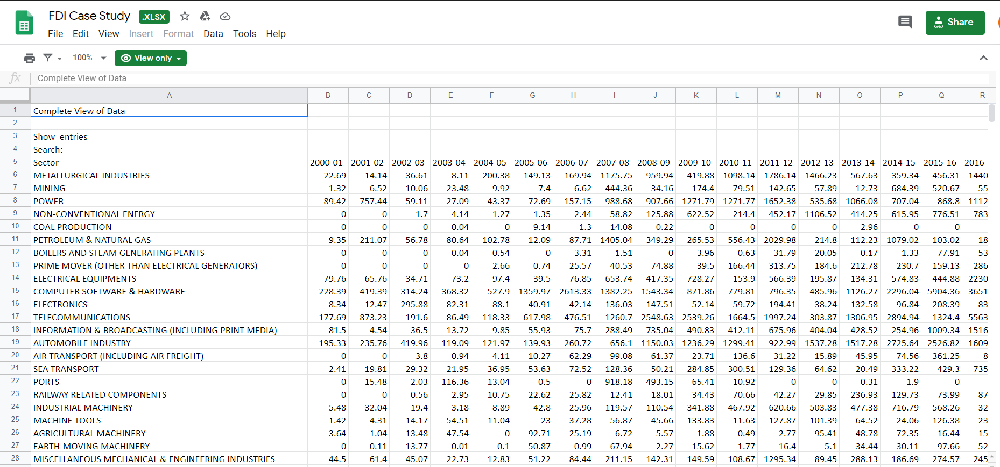 FDI Case Study .XLSX
Share
File Edit View Insert Format Data Tools Help
100% View only
fx Complete View of Data
A B C D E F G H I J K L M N O P Q R
1 Complete View of Data
2
3 Show entries
4 Search:
5 Sector 2000-01 2001-02 2002-03 2003-04 2004-05 2005-06 2006-07 2007-08 2008-09 2009-10 2010-11 2011-12 2012-13 2013-14 2014-15 2015-16 2016-
6 METALLURGICAL INDUSTRIES 22.69 14.14 36.61 8.11 200.38 149.13 169.94 1175.75 959.94 419.88 1098.14 1786.14 1466.23 567.63 359.34 456.31 1440
7 MINING 1.32 6.52 10.06 23.48 9.92 7.4 6.62 444.36 34.16 174.4 79.51 142.65 57.89 12.73 684.39 520.67 55
8 POWER 89.42 757.44 59.11 27.09 43.37 72.69 157.15 988.68 907.66 1271.79 1271.77 1652.38 535.68 1066.08 707.04 868.8 1112
9 NON-CONVENTIONAL ENERGY 0 0 1.7 4.14 1.27 1.35 2.44 58.82 125.88 622.52 214.4 452.17 1106.52 414.25 615.95 776.51 783
10 COAL PRODUCTION 0 0 0 0.04 0 9.14 1.3 14.08 0.22 0 0 0 0 2.96 0 0
11 PETROLEUM & NATURAL GAS 9.35 211.07 56.78 80.64 102.78 12.09 87.71 1405.04 349.29 265.53 556.43 2029.98 214.8 112.23 1079.02 103.02 18
12 BOILERS AND STEAM GENERATING PLANTS 0 0 0 0.04 0.54 0 3.31 1.51 0 3.96 0.63 31.79 20.05 0.17 1.33 77.91 53
13 PRIME MOVER (OTHER THAN ELECTRICAL GENERATORS) 0 0 0 0 2.66 0.74 25.57 40.53 74.88 39.5 166.44 313.75 184.6 212.78 230.7 159.13 286
14 ELECTRICAL EQUIPMENTS 79.76 65.76 34.71 73.2 97.4 39.5 76.85 653.74 417.35 728.27 153.9 566.39 195.87 134.31 574.83 444.88 2230
15 COMPUTER SOFTWARE & HARDWARE 228.39 419.39 314.24 368.32 527.9 1359.97 2613.33 1382.25 1543.34 871.86 779.81 796.35 485.96 1126.27 2296.04 5904.36 3651
16 ELECTRONICS 8.34 12.47 295.88 82.31 88.1 40.91 42.14 136.03 147.51 52.14 59.72 194.41 38.24 132.58 96.84 208.39 83
17 TELECOMMUNICATIONS 177.69 873.23 191.6 86.49 118.33 617.98 476.51 1260.7 2548.63 2539.26 1664.5 1997.24 303.87 1306.95 2894.94 1324.4 5563
18 INFORMATION & BROADCASTING (INCLUDING PRINT MEDIA) 81.5 4.54 36.5 13.72 9.85 55.93 75.7 288.49 735.04 490.83 412.11 675.96 404.04 428.52 254.96 1009.34 1516
19 AUTOMOBILE INDUSTRY 195.33 235.76 419.96 119.09 121.97 139.93 260.72 656.1 1150.03 1236.29 1299.41 922.99 1537.28 1517.28 2725.64 2526.82 1609
20 AIR TRANSPORT (INCLUDING AIR FREIGHT) 0 0 3.8 0.94 4.11 10.27 62.29 99.08 61.37 23.71 136.6 31.22 15.89 45.95 74.56 361.25 8
21 SEA TRANSPORT 2.41 19.81 29.32 21.95 36.95 53.63 72.52 128.36 50.21 284.85 300.51 129.36 64.62 20.49 333.22 429.3 735
22 PORTS 0 15.48 2.03 116.36 13.04 0.5 0 918.18 493.15 65.41 10.92 0 0 0.31 1.9 0
23 RAILWAY RELATED COMPONENTS 0 0 0.56 2.95 10.75 22.62 25.82 12.41 18.01 34.43 70.66 42.27 29.85 236.93 129.73 73.99 87
24 INDUSTRIAL MACHINERY 5.48 32.04 19.4 3.18 8.89 42.8 25.96 119.57 110.54 341.88 467.92 620.66 503.83 477.38 716.79 568.26 32
25 MACHINE TOOLS 1.42 4.31 14.17 54.51 11.04 23 37.28 56.87 45.66 133.83 11.63 127.87 101.39 64.52 24.06 126.38 23
26 AGRICULTURAL MACHINERY 3.64 1.04 13.48 47.54 0 92.71 25.19 6.72 5.57 1.88 0.49 2.77 95.41 48.78 72.35 16.44 15
27 EARTH-MOVING MACHINERY 0 0.11 13.77 0.01 0.1 50.87 0.99 67.94 2.27 15.62 1.77 16.4 5.1 34.44 30.11 97.66 52
28 MISCELLANEOUS MECHANICAL & ENGINEERING INDUSTRIES 44.5 61.4 45.07 22.73 12.83 51.22 84.44 211.15 142.31 149.59 108.67 1295.34 89.45 288.13 186.69 274.57 245